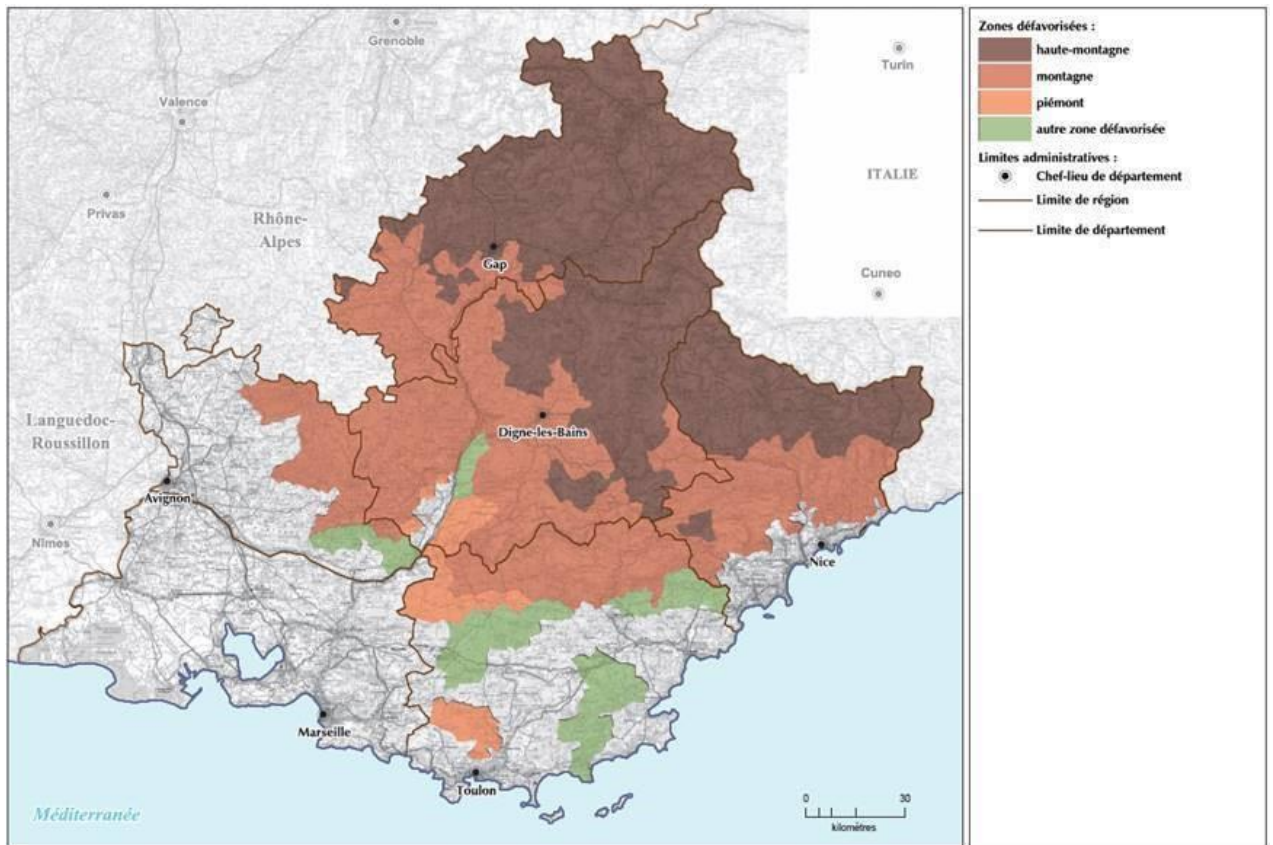 Grenoble
Turin
Valence
ITALIE
Privas
Rhône-
Alpes
Gap
Cuneo
Languedoc-
Roussillon
Digne-les-Bains
Avignon
Nîmes
Nice
Marseille
Toulon
Méditerranée
0 30
kilomètres
Zones défavorisées :
haute-montagne
montagne
piémont
autre zone défavorisée
Limites administratives :
Chef-lieu de département
Limite de région
Limite de département